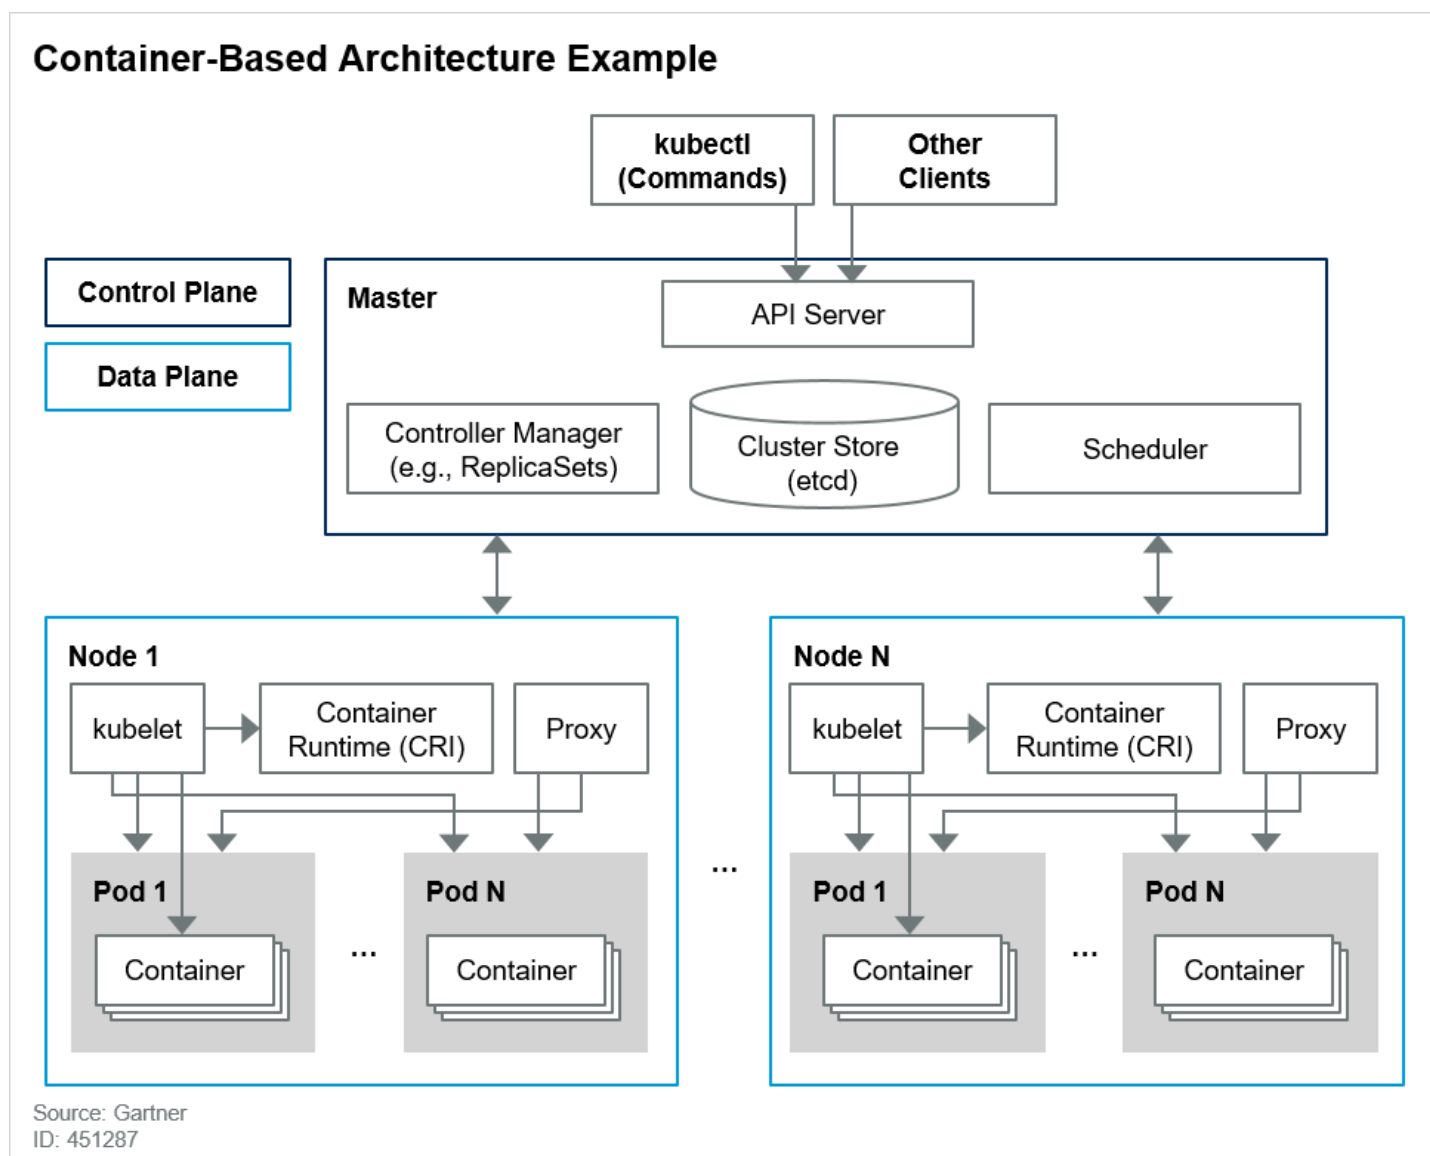 Container-Based Architecture Example
kubectl
(Commands)
Other
Clients
Control Plane
Data Plane
Master
API Server
Controller Manager
(e.g., ReplicaSets)
Cluster Store
(etcd)
Scheduler
Node 1
kubelet
Container
Runtime (CRI)
Proxy
Pod 1
Container
...
Pod N
Container
...
Node N
kubelet
Container
Runtime (CRI)
Proxy
Pod 1
Container
...
Pod N
Container
Source: Gartner
ID: 451287